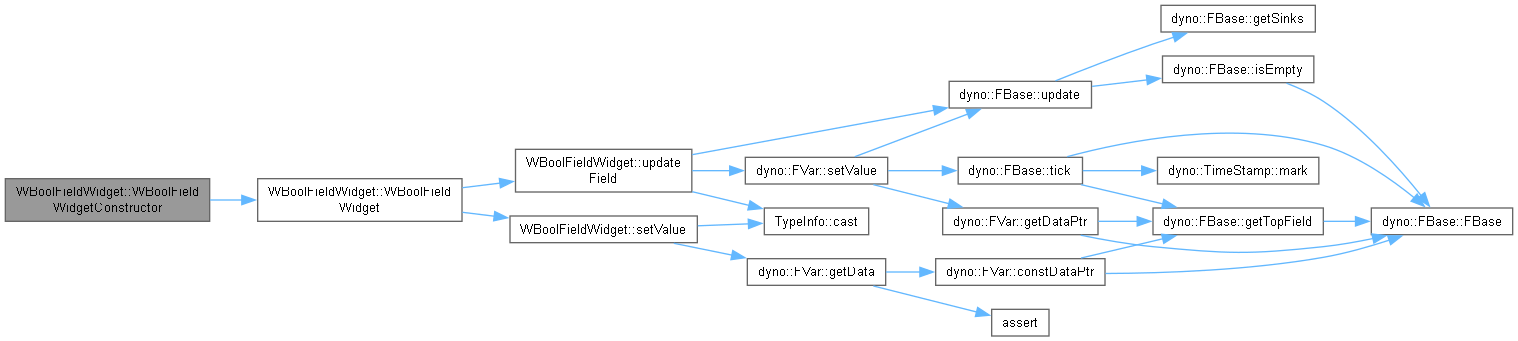 WBoolFieldWidget::WBoolField
WidgetConstructor
WBoolFieldWidget::WBoolField
Widget
WBoolFieldWidget::update
Field
WBoolFieldWidget::setValue
dyno::FBase::update
dyno::FVar::setValue
TypeInfo::cast
dyno::FVar::getData
dyno::FBase::getSinks
dyno::FBase::isEmpty
dyno::FBase::tick
dyno::FVar::getDataPtr
dyno::FVar::constDataPtr
assert
dyno::TimeStamp::mark
dyno::FBase::getTopField
dyno::FBase::FBase